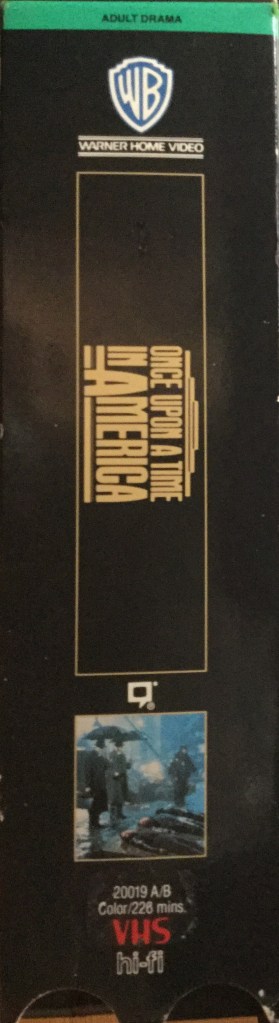 ADULT DRAMA
WB
WARNER HOME VIDEO
ONCE UPON A TIME
IN AMERICA
20019 A/B
Color/226 mins.
VHS
hi-fi